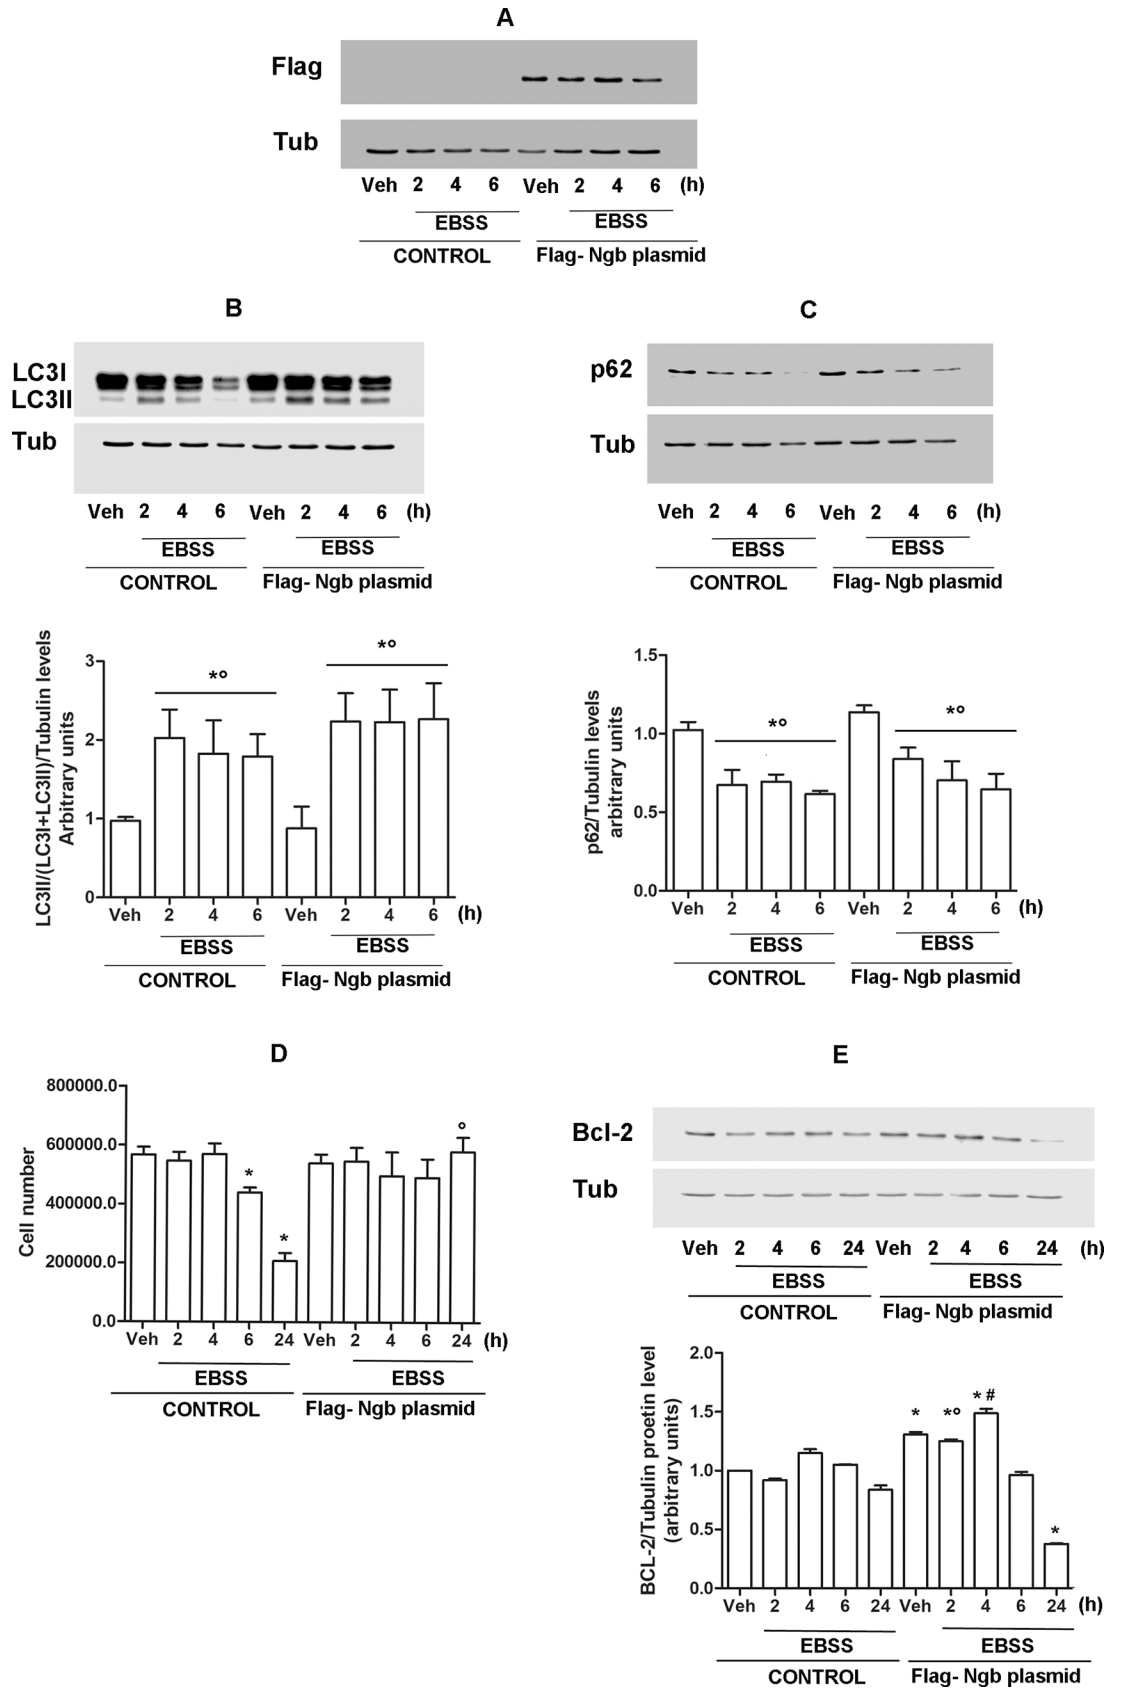 A
Flag
Tub
Veh 2 4 6 Veh 2 4 6 (h)
EBSS EBSS
CONTROL Flag- Ngb plasmid
B
LC3I
LC3II
Tub
Veh 2 4 6 Veh 2 4 6 (h)
EBSS EBSS
CONTROL Flag- Ngb plasmid
LC3II/(LC3I+LC3II)/Tubulin levels
Arbitrary units
3
2
1
0
*°
*°
Veh 2 4 6 Veh 2 4 6 (h)
EBSS EBSS
CONTROL Flag- Ngb plasmid
C
p62
Tub
Veh 2 4 6 Veh 2 4 6 (h)
EBSS EBSS
CONTROL Flag- Ngb plasmid
p62/Tubulin levels
arbitrary units
1.5
1.0
0.5
0.0
*°
*°
Veh 2 4 6 Veh 2 4 6 (h)
EBSS EBSS
CONTROL Flag- Ngb plasmid
D
Cell number
800000.0
600000.0
400000.0
200000.0
0.0
* * °
Veh 2 4 6 24 Veh 2 4 6 24 (h)
EBSS EBSS
CONTROL Flag- Ngb plasmid
E
Bcl-2
Tub
Veh 2 4 6 24 Veh 2 4 6 24 (h)
EBSS EBSS
CONTROL Flag- Ngb plasmid
BCL-2/Tubulin proetin level
(arbitrary units)
2.0
1.5
1.0
0.5
0.0
* *° * # *
Veh 2 4 6 24 Veh 2 4 6 24 (h)
EBSS EBSS
CONTROL Flag- Ngb plasmid